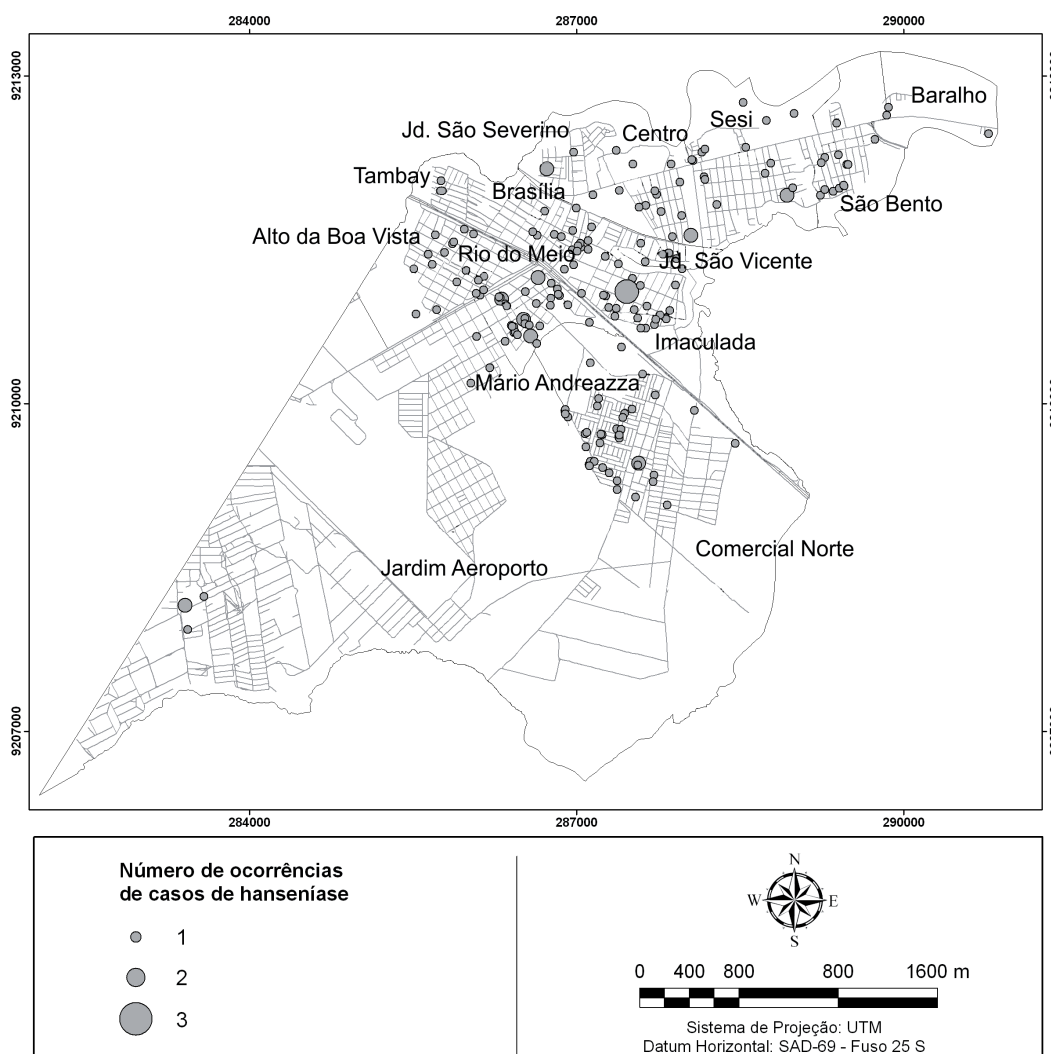 284000 287000 290000
9213000
Baralho
Sesi
Jd. São Severino
Centro
Tambay
Brasília
São Bento
Alto da Boa Vista
Rio do Meio
Jd. São Vicente
Imaculada
Mário Andreazza
9210000
Comercial Norte
Jardim Aeroporto
9207000
284000 287000 290000
Número de ocorrências
de casos de hanseníase
1
2
3
N
W E
S
0 400 800 800 1600 m
Sistema de Projeção: UTM
Datum Horizontal: SAD-69 - Fuso 25 S